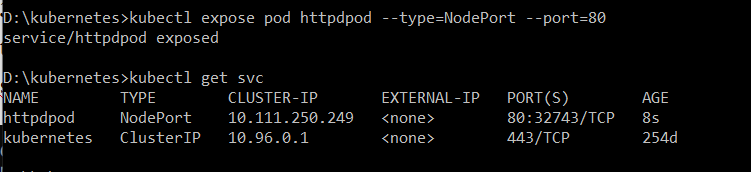 D:\kubernetes>kubectl expose pod httpdpod --type=NodePort --port=80
service/httpdpod exposed
D:\kubernetes>kubectl get svc
NAME TYPE CLUSTER-IP EXTERNAL-IP PORT(S) AGE
httpdpod NodePort 10.111.250.249 <none> 80:32743/TCP 8s
kubernetes ClusterIP 10.96.0.1 <none> 443/TCP 254d